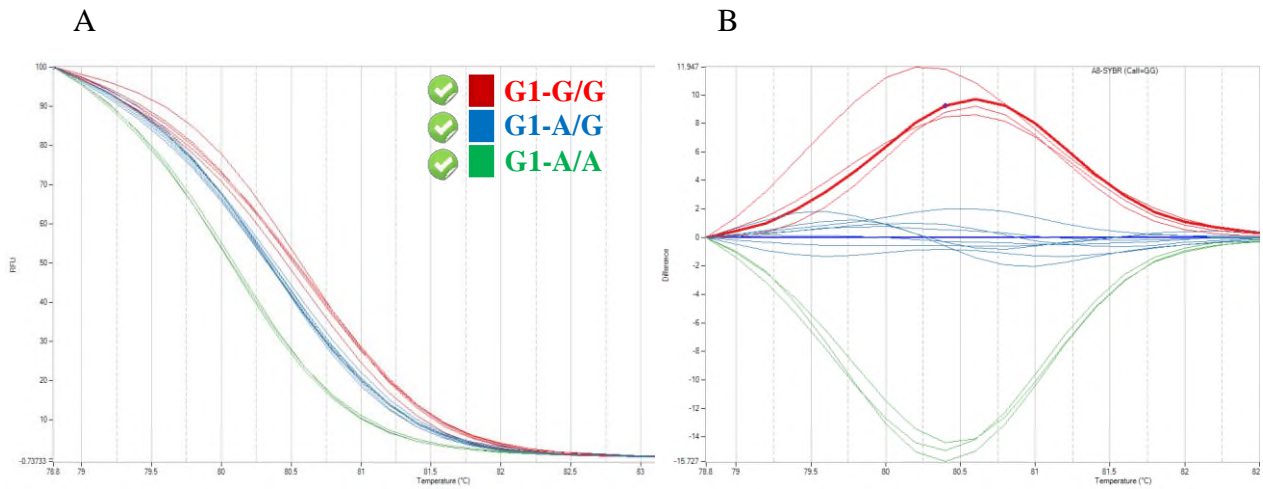 A
B
G1-G/G
G1-A/G
G1-A/A
100
90
80
70
60
50
40
30
20
10
-0.73733
RFU
78.8 79 79.5 80 80.5 81 81.5 82 82.5 83
Temperature (°C)
A8-SYBR (Call=GG)
11.947
10
8
6
4
2
0
-2
-4
-6
-8
-10
-12
-14
-15.727
Difference
78.8 79 79.5 80 80.5 81 81.5 82 82.
Temperature (°C)